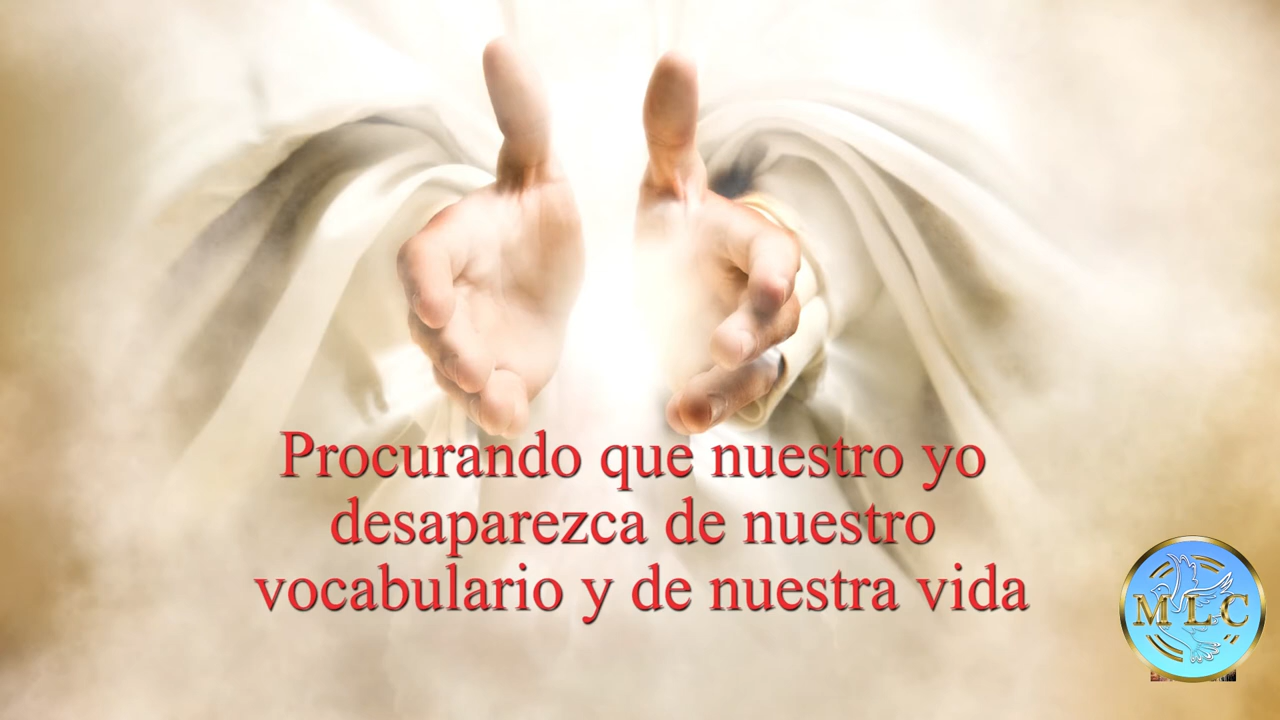 Procurando que nuestro yo
desaparezca de nuestro
vocabulario y de nuestra vida
MLC